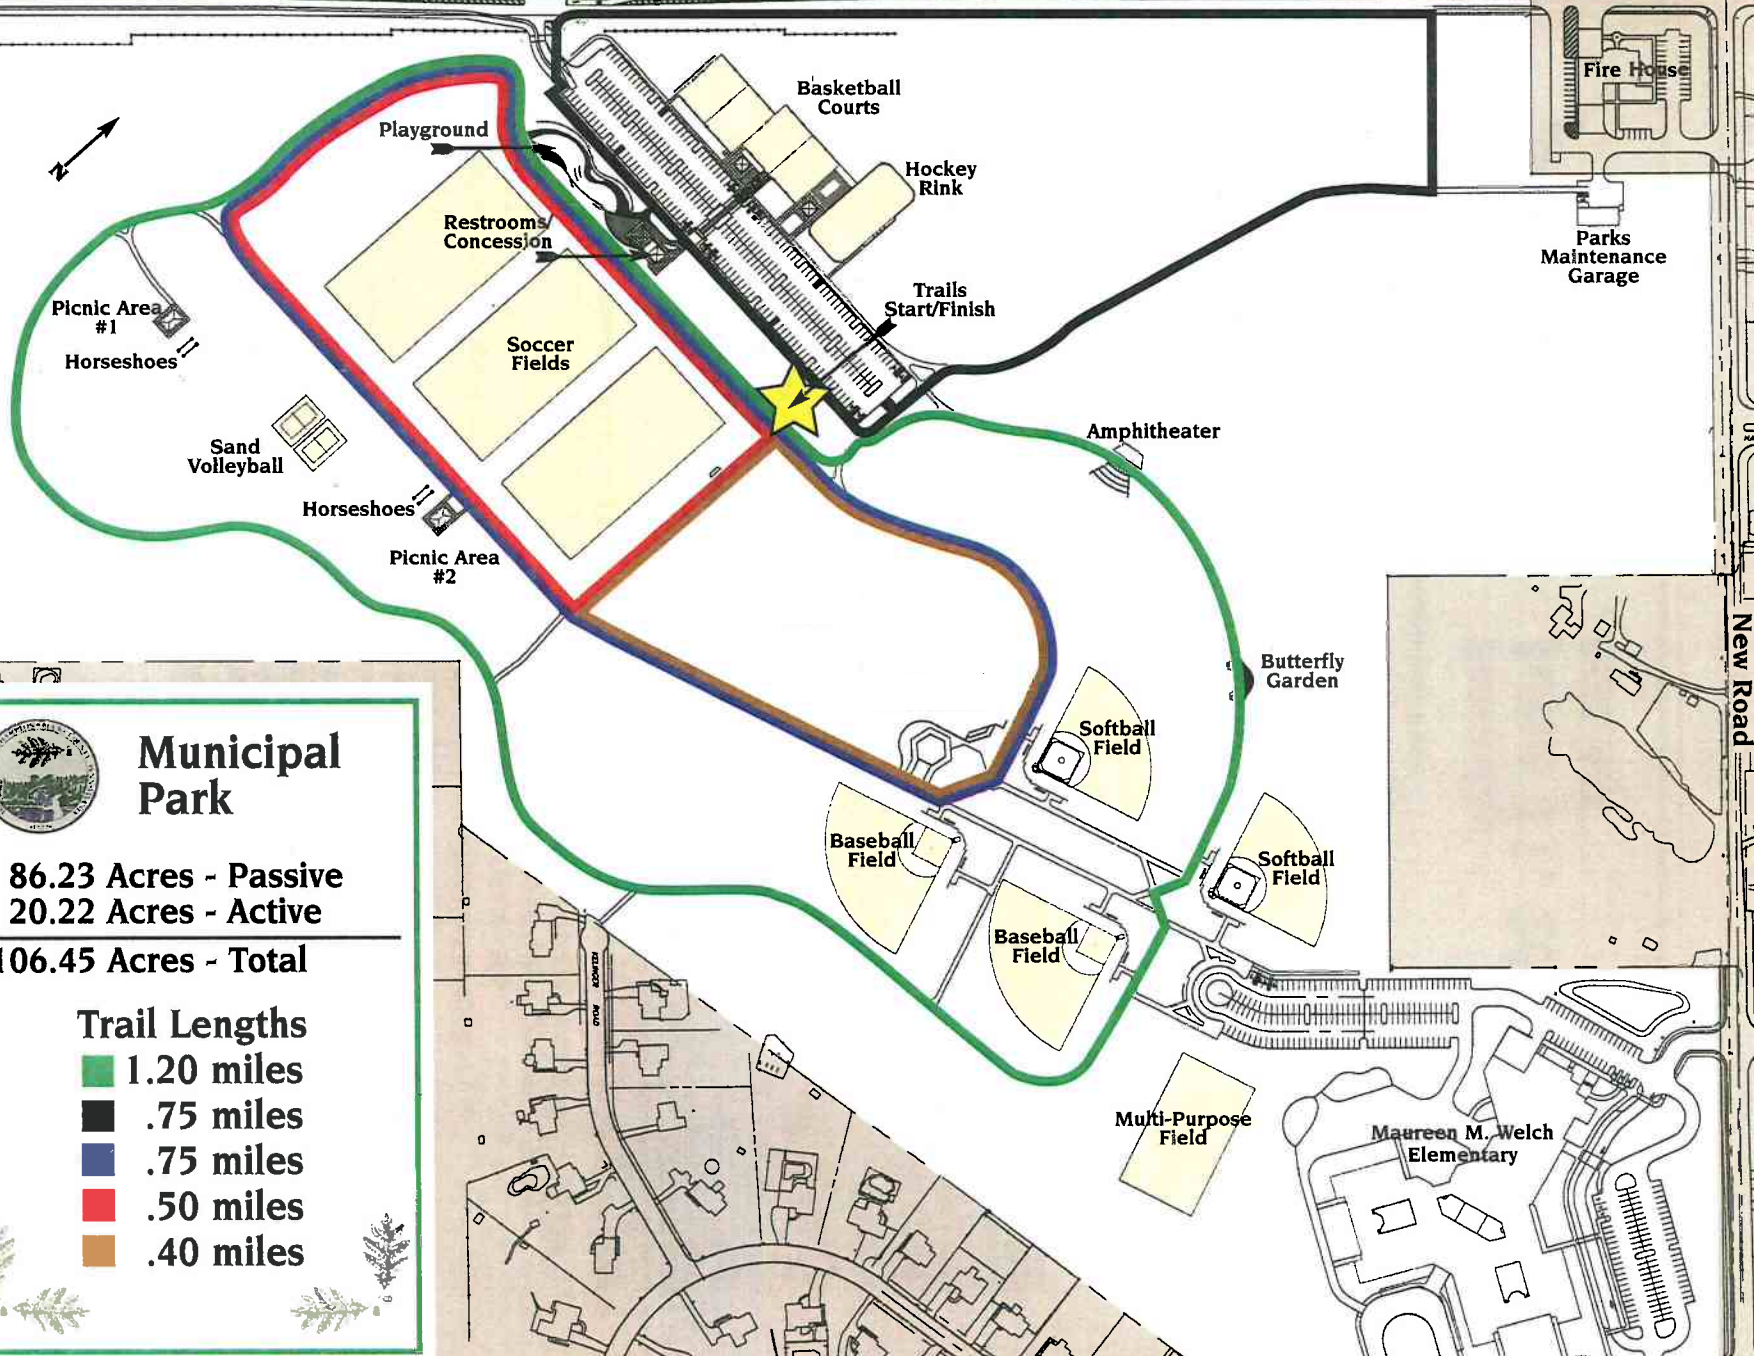 Fire House
Basketball
Courts
Playground
Hockey
Rink
N
Restrooms/
Concession
Parks
Maintenance
Garage
Trails
Start/Finish
Picnic Area
#1
Horseshoes
Soccer
Fields
Sand
Volleyball
Amphitheater
Horseshoes
Picnic Area
#2
New Road
Butterfly
Garden
Softball
Field
Baseball
Field
Softball
Field
Baseball
Field
Multi-Purpose
Field
Maureen M. Welch
Elementary
ROAD
Municipal
Park
86.23 Acres - Passive
20.22 Acres - Active
106.45 Acres - Total
Trail Lengths
1.20 miles
.75 miles
.75 miles
.50 miles
.40 miles